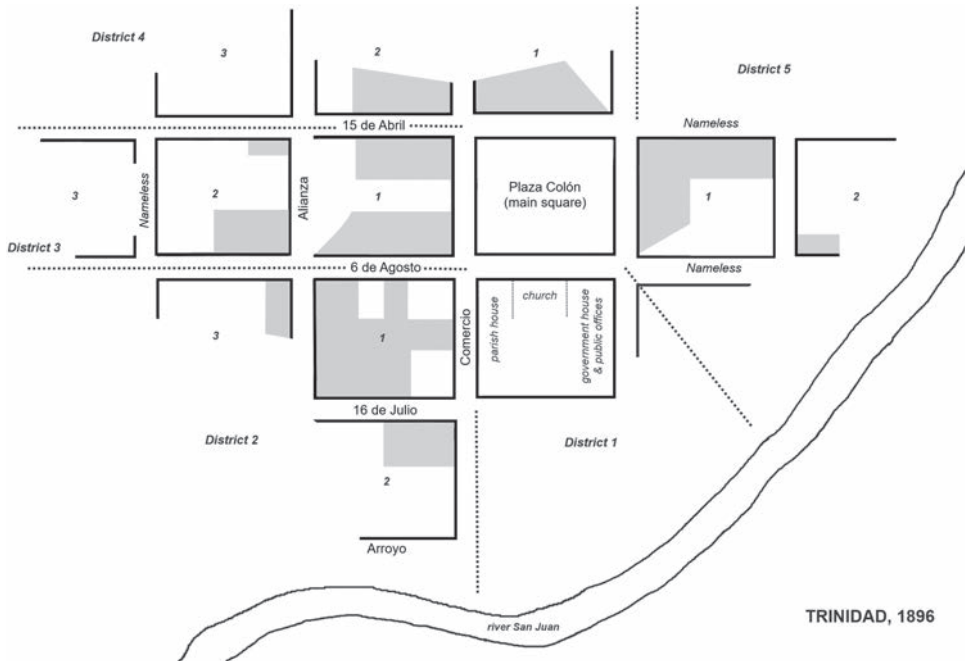 District 4
3
2
1
District 5
15 de Abril
Nameless
3
Nameless
2
Alianza
1
Plaza Colón
(main square)
1
2
District 3
6 de Agosto
Nameless
3
1
Comercio
parish house
church
government house
& public offices
16 de Julio
District 2
2
District 1
Arroyo
river San Juan
TRINIDAD, 1896